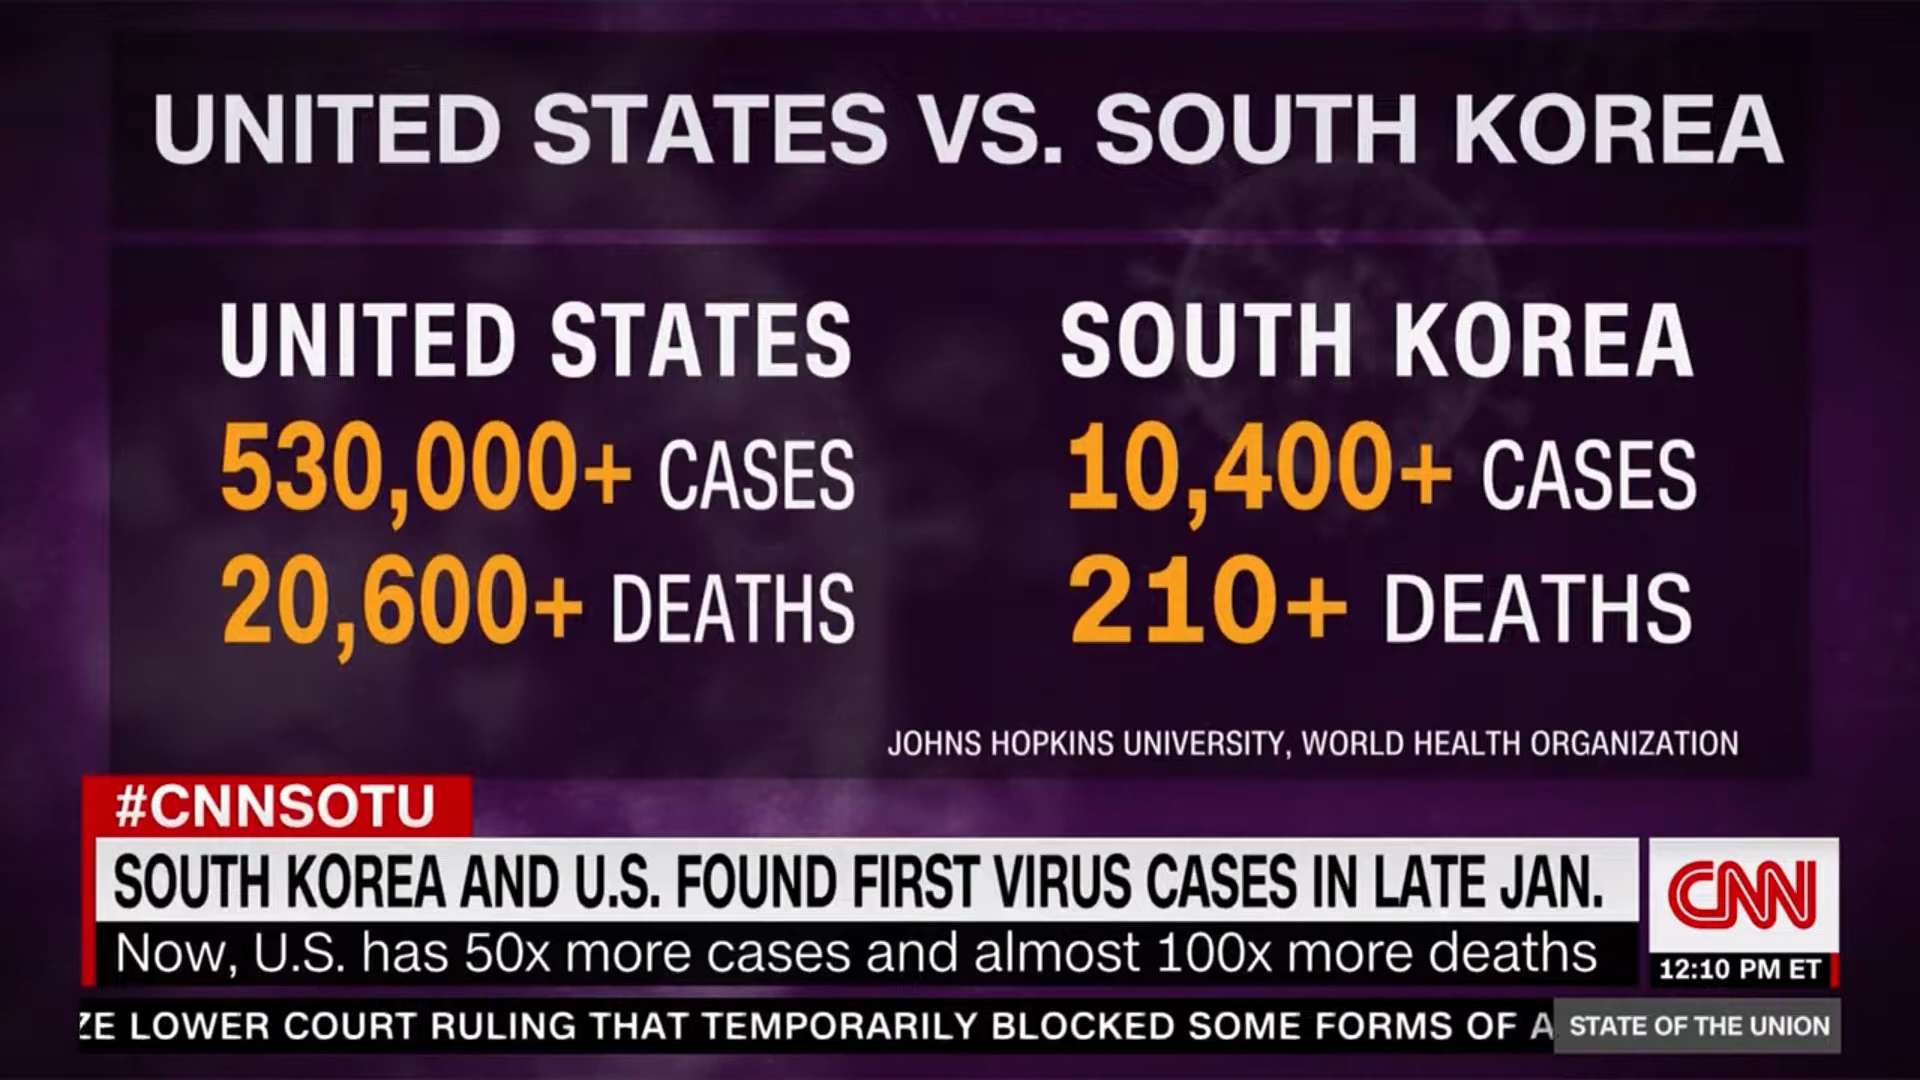 UNITED STATES VS. SOUTH KOREA
UNITED STATES
530,000+ CASES
20,600+ DEATHS
SOUTH KOREA
10,400+ CASES
210+ DEATHS
JOHNS HOPKINS UNIVERSITY, WORLD HEALTH ORGANIZATION
#CNNSOTU
SOUTH KOREA AND U.S. FOUND FIRST VIRUS CASES IN LATE JAN.
Now, U.S. has 50x more cases and almost 100x more deaths
CNN
12:10 PM ET
ZE LOWER COURT RULING THAT TEMPORARILY BLOCKED SOME FORMS OF A
STATE OF THE UNION